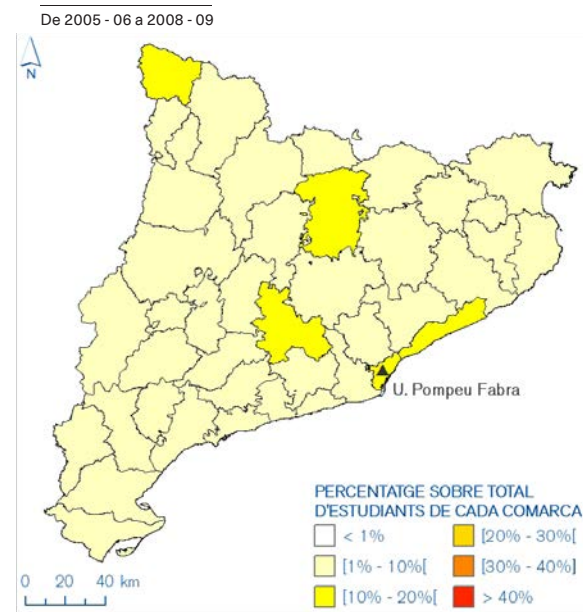 De 2005 - 06 a 2008 - 09
N
U. Pompeu Fabra
PERCENTATGE SOBRE TOTAL
D'ESTUDIANTS DE CADA COMARCA
< 1%
[1% - 10%[
[10% - 20%[
[20% - 30%[
[30% - 40%]
> 40%
0 20 40 km